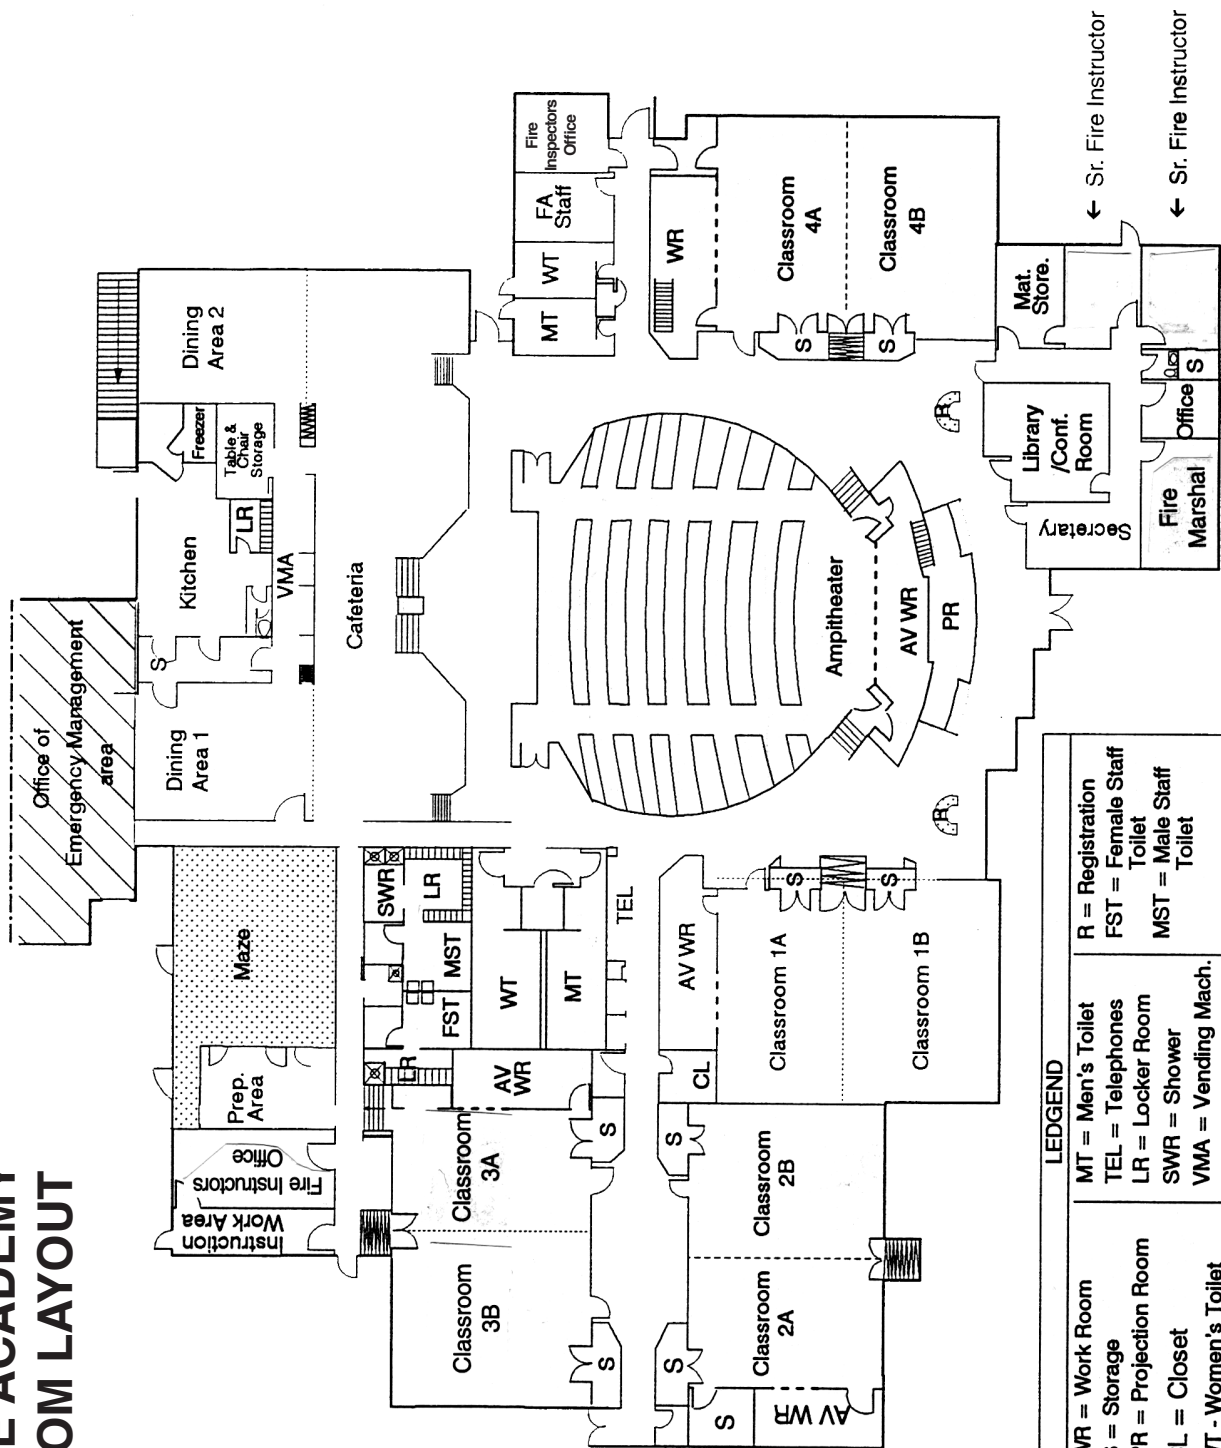 ACADEMY
OM LAYOUT
Office of
Emergency Management
area
Dining
Area 1
S
Kitchen
LR
VMA
Freezer
Table &
Chair
Storage
Dining
Area 2
Cafeteria
Maze
Prep.
Area
Fire Instructors
Office
Instruction
Work Area
SWR
LR
MST
FST
LR
WT
MT
TEL
AV
WR
Classroom
3A
Classroom
3B
S
S
S
S
Classroom
2B
Classroom
2A
S
AV WR
CL
AV WR
Classroom 1A
Classroom 1B
S
S
R
R
Ampitheater
AV WR
PR
MT
WT
FA
Staff
Fire
Inspectors
Office
WR
Classroom
4A
Classroom
4B
S
S
Mat.
Store.
← Sr. Fire Instructor
← Sr. Fire Instructor
Library
/Conf.
Room
Secretary
Fire
Marshal
Office
S
LEDGEND
WR = Work Room
S = Storage
PR = Projection Room
CL = Closet
WT - Women's Toilet
MT = Men's Toilet
TEL = Telephones
LR = Locker Room
SWR = Shower
VMA = Vending Mach.
R = Registration
FST = Female Staff
Toilet
MST = Male Staff
Toilet